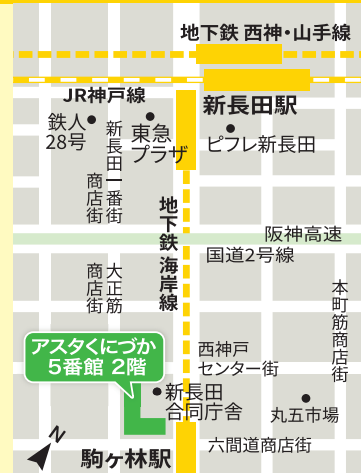 地下鉄 西神・山手線
JR神戸線
新長田駅
鉄人
28号
東急
プラザ
ピフレ新長田
新長田一番街
商店街
地下鉄 海岸線
阪神高速
国道2号線
大正筋
商店街
本町筋商店街
アスタくにづか
5番館 2階
西神戸
センター街
新長田
合同庁舎
丸五市場
N
駒ヶ林駅
六間道商店街